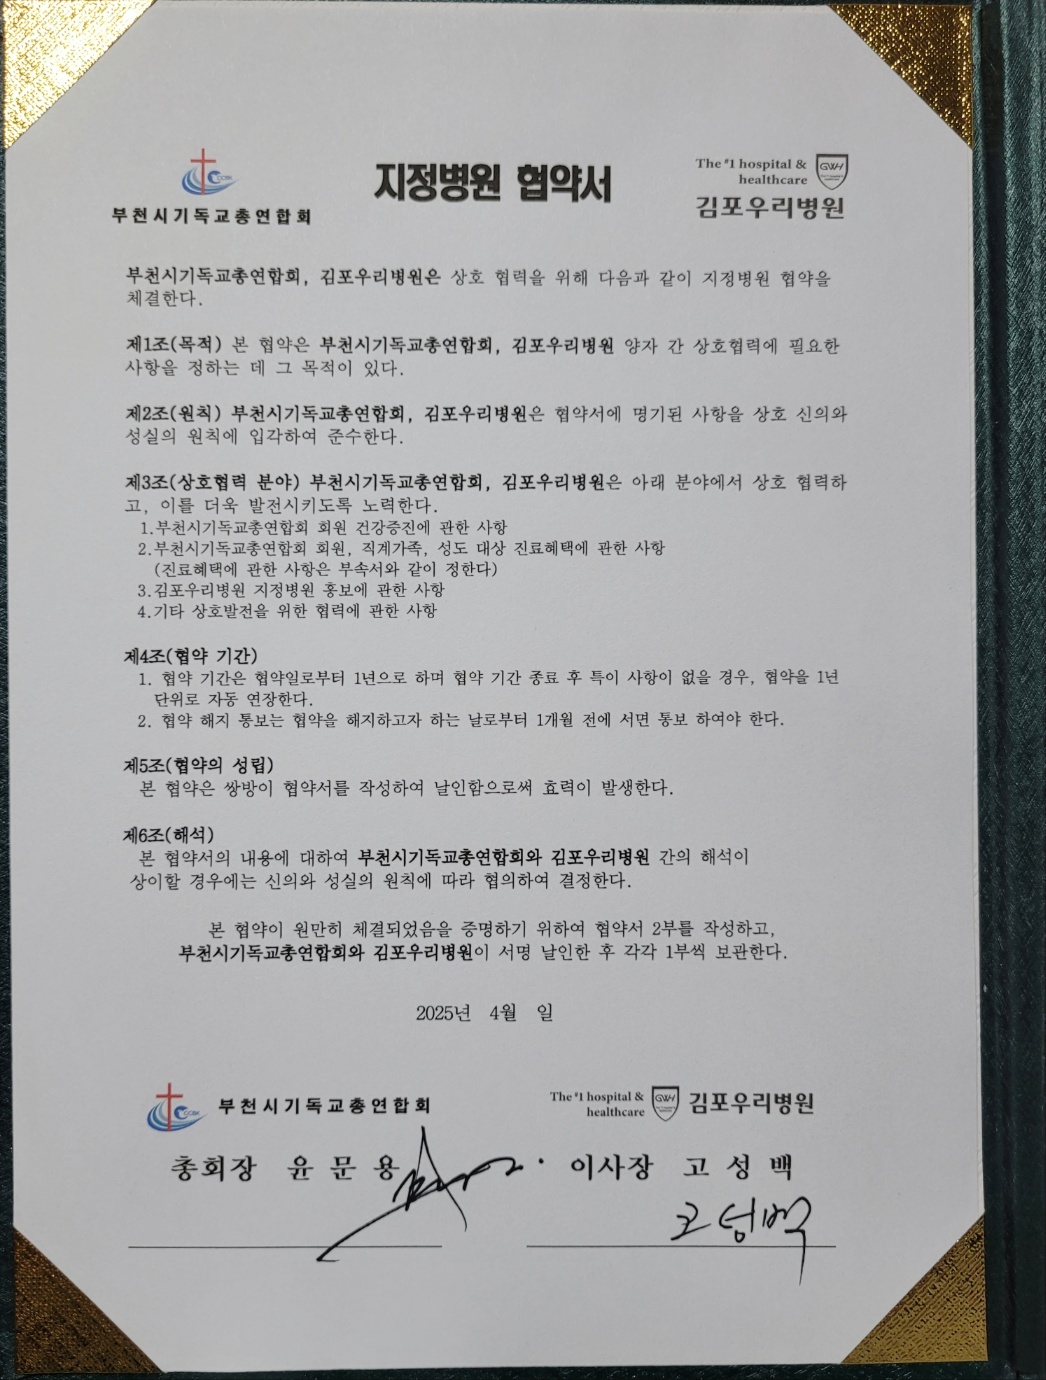 지정병원 협약서
CCBK
부천시기독교총연합회
The #1 hospital &
healthcare
GWH
김포우리병원
부천시기독교총연합회, 김포우리병원은 상호 협력을 위해 다음과 같이 지정병원 협약을
체결한다.
제1조(목적) 본 협약은 부천시기독교총연합회, 김포우리병원 양자 간 상호협력에 필요한
사항을 정하는 데 그 목적이 있다.
제2조(원칙) 부천시기독교총연합회, 김포우리병원은 협약서에 명기된 사항을 상호 신의와
성실의 원칙에 입각하여 준수한다.
제3조(상호협력 분야) 부천시기독교총연합회, 김포우리병원은 아래 분야에서 상호 협력하
고, 이를 더욱 발전시키도록 노력한다.
1.부천시기독교총연합회 회원 건강증진에 관한 사항
2.부천시기독교총연합회 회원, 직계가족, 성도 대상 진료혜택에 관한 사항
(진료혜택에 관한 사항은 부속서와 같이 정한다)
3.김포우리병원 지정병원 홍보에 관한 사항
4.기타 상호발전을 위한 협력에 관한 사항
제4조(협약 기간)
1. 협약 기간은 협약일로부터 1년으로 하며 협약 기간 종료 후 특이 사항이 없을 경우, 협약을 1년
단위로 자동 연장한다.
2. 협약 해지 통보는 협약을 해지하고자 하는 날로부터 1개월 전에 서면 통보 하여야 한다.
제5조(협약의 성립)
본 협약은 쌍방이 협약서를 작성하여 날인함으로써 효력이 발생한다.
제6조(해석)
본 협약서의 내용에 대하여 부천시기독교총연합회와 김포우리병원 간의 해석이
상이할 경우에는 신의와 성실의 원칙에 따라 협의하여 결정한다.
본 협약이 원만히 체결되었음을 증명하기 위하여 협약서 2부를 작성하고,
부천시기독교총연합회와 김포우리병원이 서명 날인한 후 각각 1부씩 보관한다.
2025년 4월 일
CCBK
부천시기독교총연합회
The #1 hospital &
healthcare
GWH
김포우리병원
총회장 윤문용
이사장 고성백
고성백